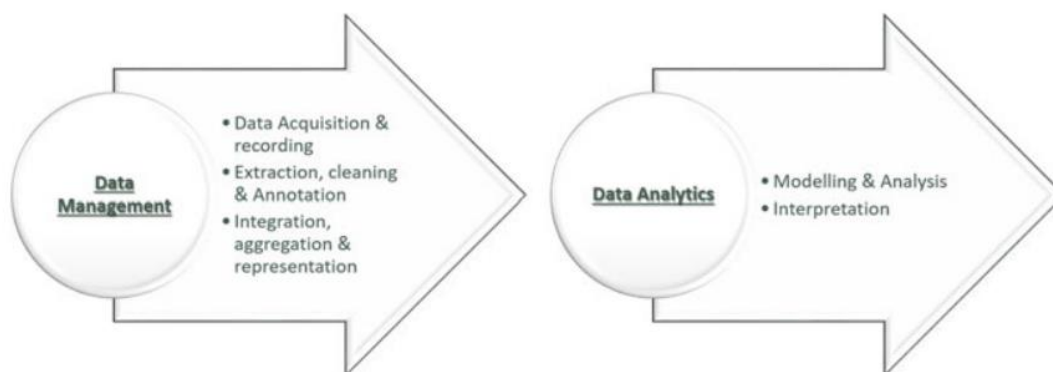 Data
Management
• Data Acquisition &
recording
• Extraction, cleaning
& Annotation
• Integration,
aggregation &
representation
Data Analytics
• Modelling & Analysis
• Interpretation